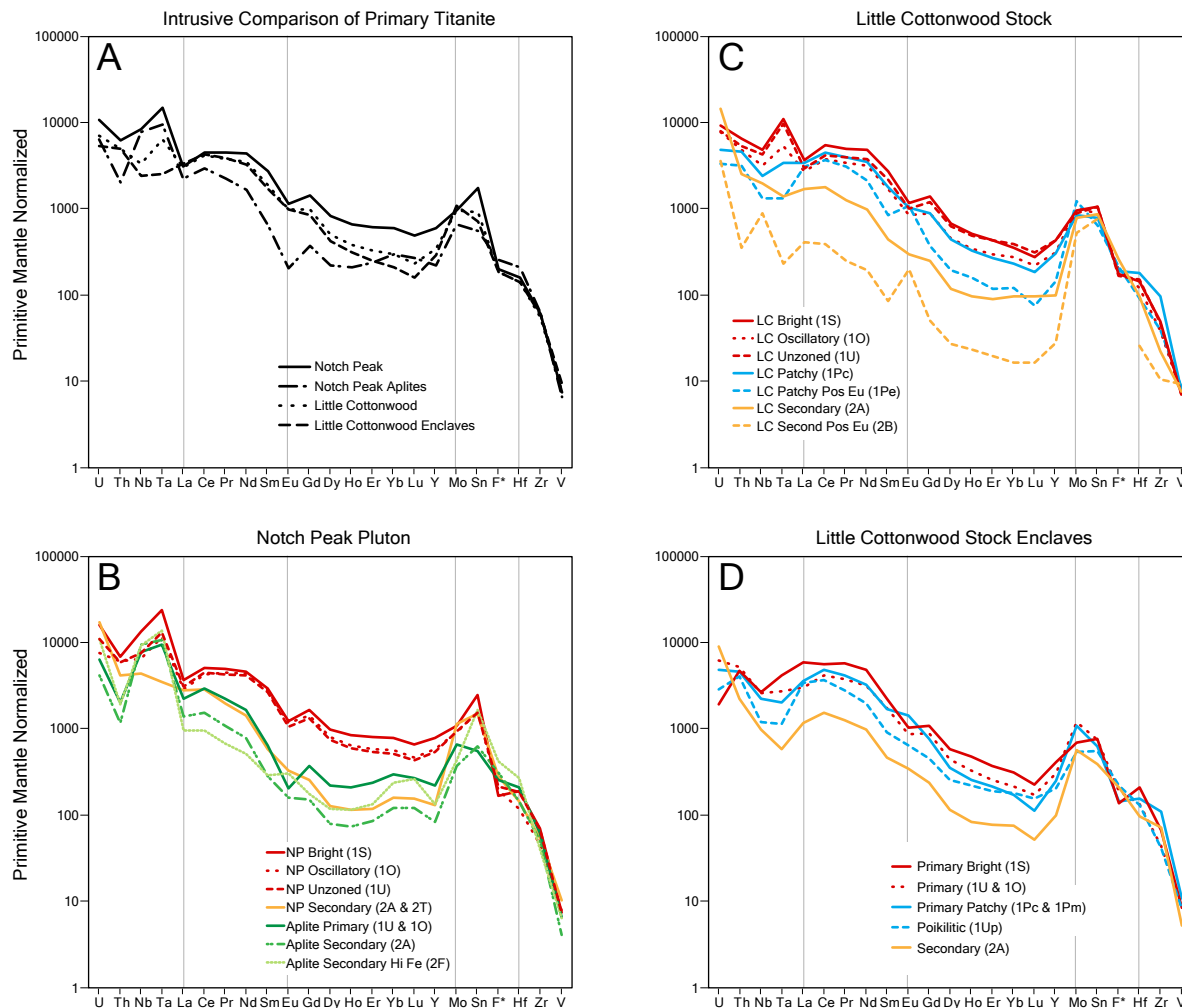 Intrusive Comparison of Primary Titanite
A
Primitive Mantle Normalized
100000
10000
1000
100
10
1
Notch Peak
Notch Peak Aplites
Little Cottonwood
Little Cottonwood Enclaves
U Th Nb Ta La Ce Pr Nd Sm Eu Gd Dy Ho Er Yb Lu Y Mo Sn F* Hf Zr V
Little Cottonwood Stock
C
100000
10000
1000
100
10
1
LC Bright (1S)
LC Oscillatory (1O)
LC Unzoned (1U)
LC Patchy (1Pc)
LC Patchy Pos Eu (1Pe)
LC Secondary (2A)
LC Second Pos Eu (2B)
U Th Nb Ta La Ce Pr Nd Sm Eu Gd Dy Ho Er Yb Lu Y Mo Sn F* Hf Zr V
Notch Peak Pluton
B
Primitive Mantle Normalized
100000
10000
1000
100
10
1
NP Bright (1S)
NP Oscillatory (1O)
NP Unzoned (1U)
NP Secondary (2A & 2T)
Aplite Primary (1U & 1O)
Aplite Secondary (2A)
Aplite Secondary Hi Fe (2F)
U Th Nb Ta La Ce Pr Nd Sm Eu Gd Dy Ho Er Yb Lu Y Mo Sn F* Hf Zr V
Little Cottonwood Stock Enclaves
D
100000
10000
1000
100
10
1
Primary Bright (1S)
Primary (1U & 1O)
Primary Patchy (1Pc & 1Pm)
Poikilitic (1Up)
Secondary (2A)
U Th Nb Ta La Ce Pr Nd Sm Eu Gd Dy Ho Er Yb Lu Y Mo Sn F* Hf Zr V